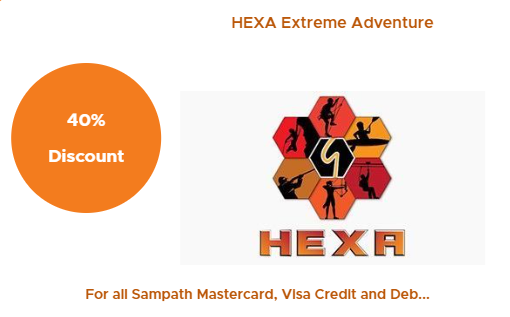 HEXA Extreme Adventure
40%
Discount
HEXA
For all Sampath Mastercard, Visa Credit and Deb...